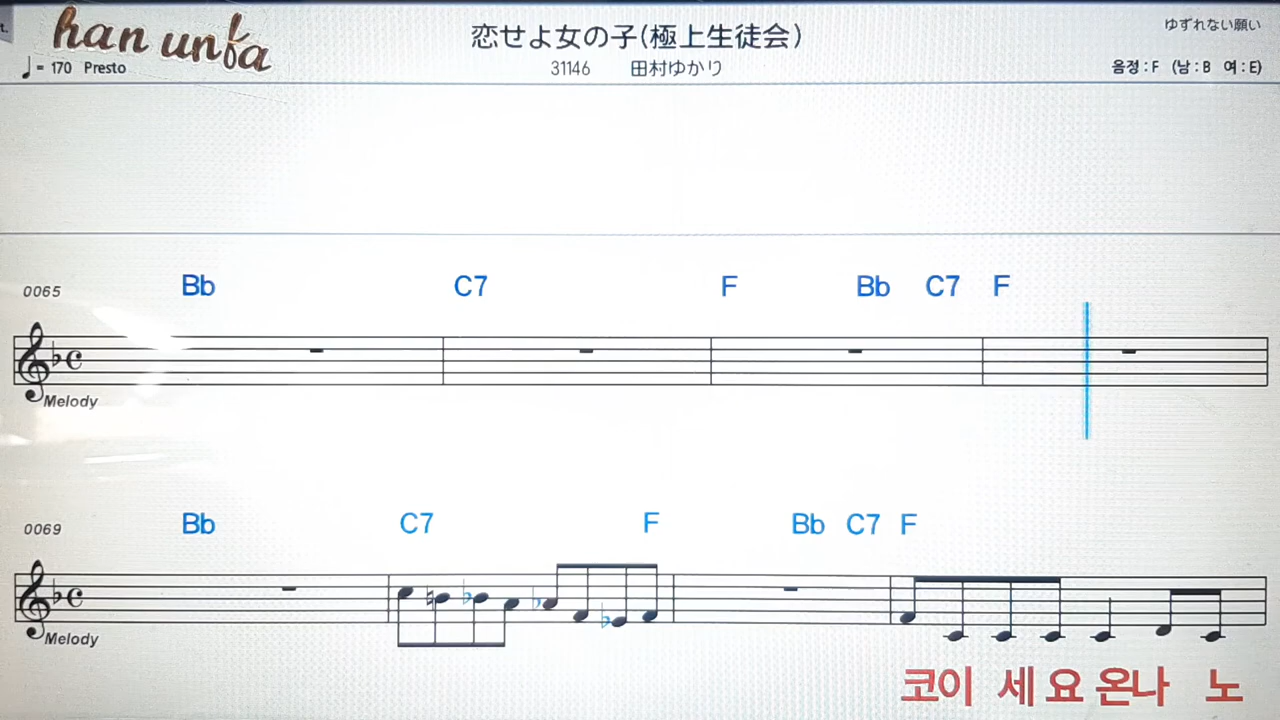 t.
han unfa
恋せよ女の子(極上生徒会)
ゆずれない願い
♩= 170 Presto
31146 田村ゆかり
음정 : F (남 : B 여 : E)
0065
Bb C7 F Bb C7 F
Melody
0069
Bb C7 F Bb C7 F
Melody
코이 세 요 온나 노